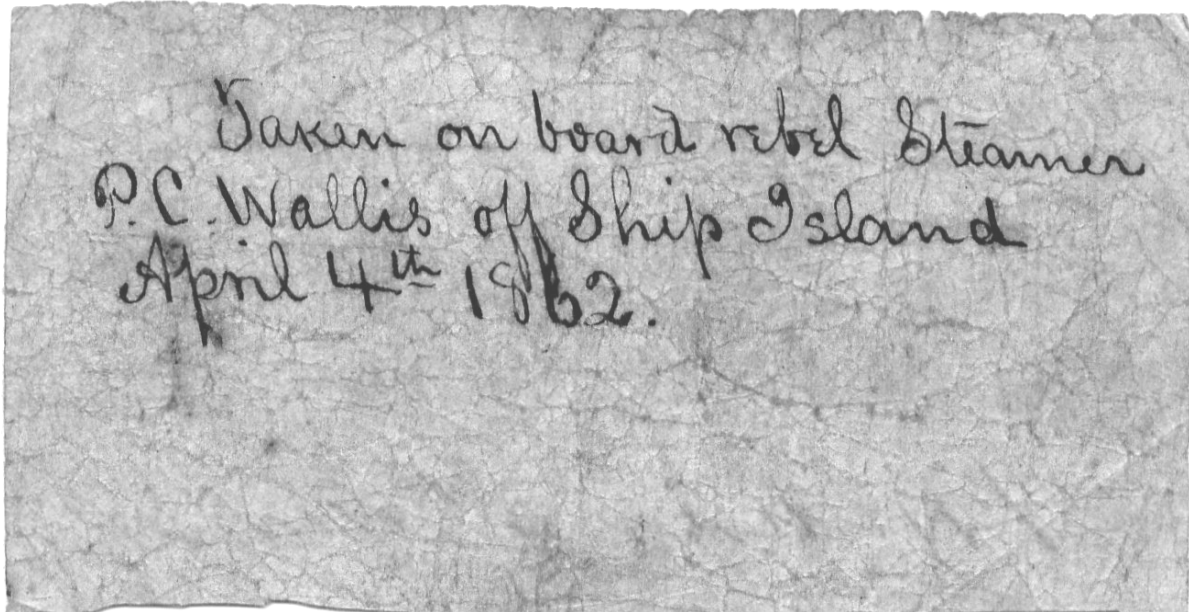 Taken on board rebel Steamer
P. C. Wallis off Ship Island
April 4th 1862.